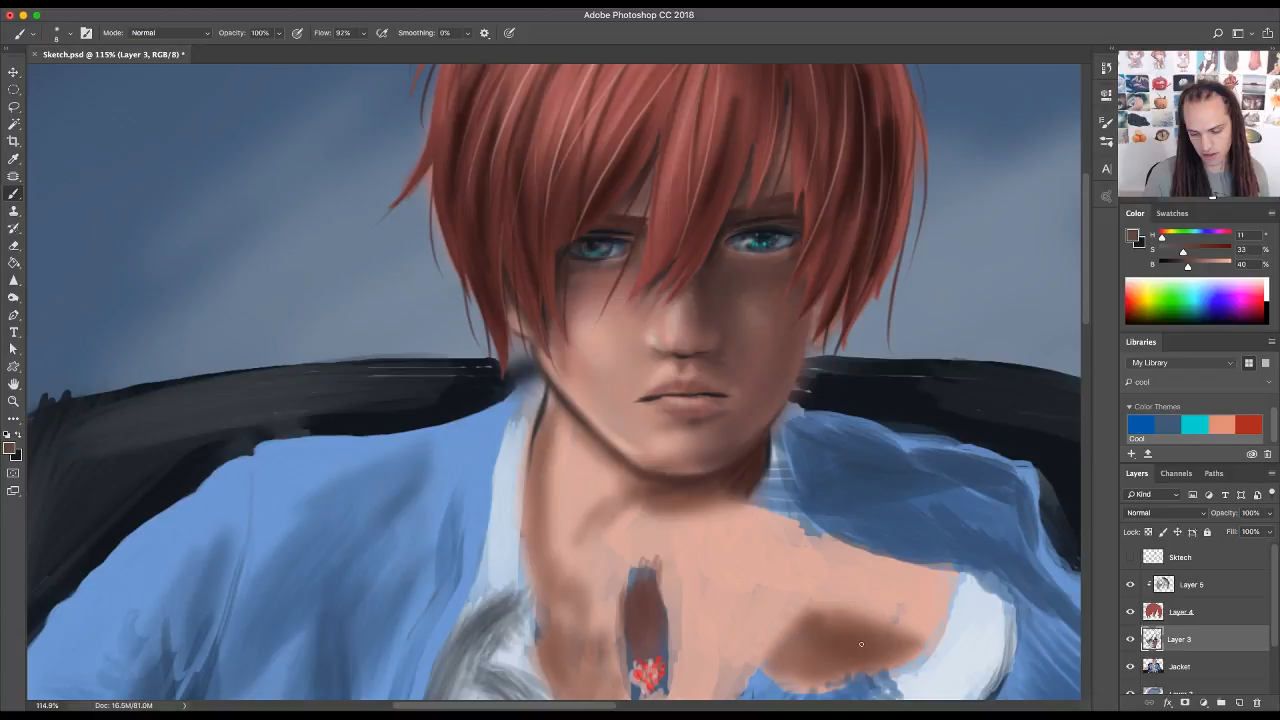 Adobe Photoshop CC 2018
8
Mode: Normal
Opacity: 100%
Flow: 92%
Smoothing: 0%
Sketch.psd @ 115% (Layer 3, RGB/8) *
Color
Swatches
H
11
°
S
33
%
B
40
%
Libraries
My Library
cool
Color Themes
Cool
Layers
Channels
Paths
Kind
Normal
Opacity: 100%
Lock:
Fill: 100%
Sktech
Layer 5
Layer 4
Layer 3
Jacket
114.9%
Doc: 16.5M/81.0M